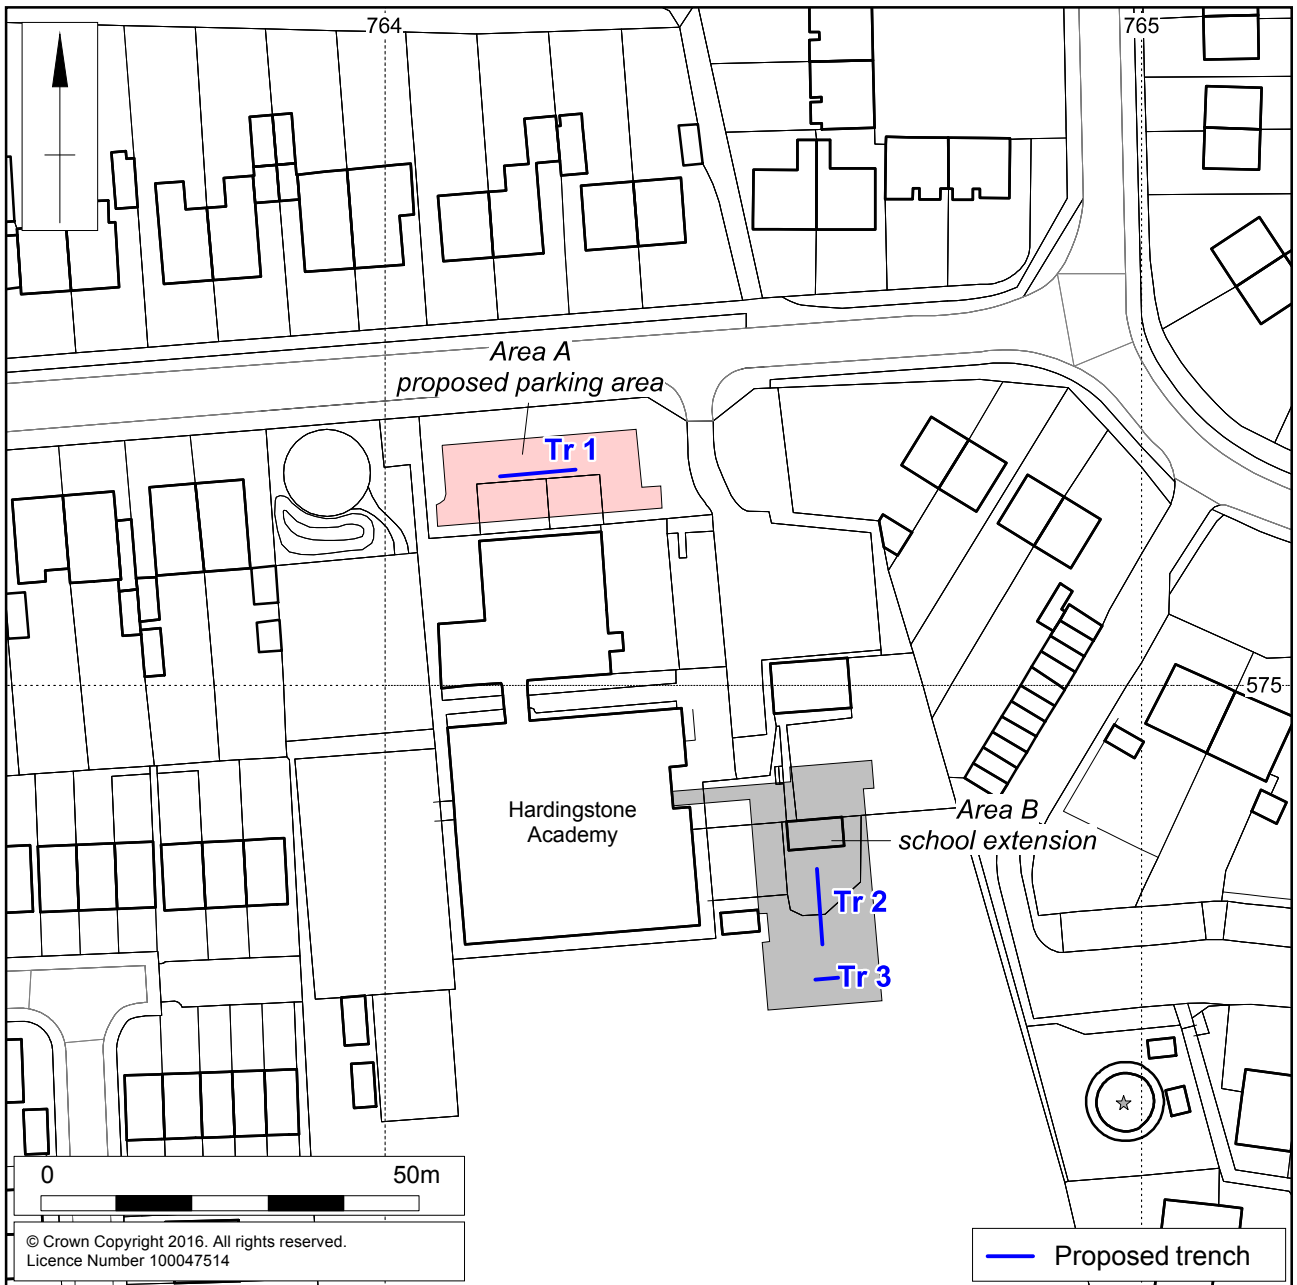 764
765
Area A
proposed parking area
Tr 1
575
Hardingstone
Academy
Area B
school extension
Tr 2
Tr 3
0 50m
© Crown Copyright 2016. All rights reserved.
Licence Number 100047514
Proposed trench